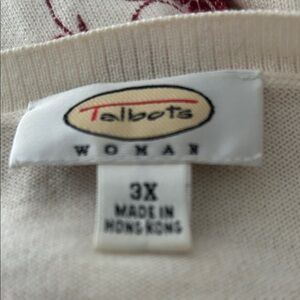 Talbots
WOMAN
3X
MADE IN
HONG KONG